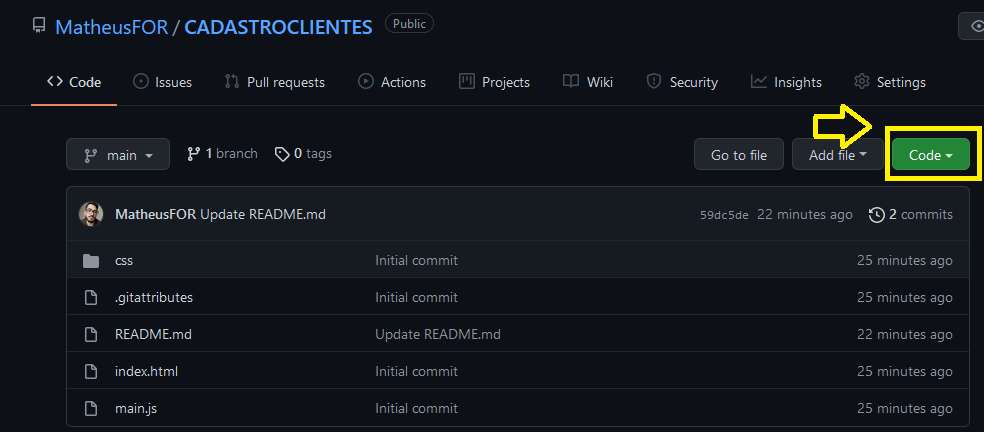 MatheusFOR / CADASTROCLIENTES Public
Code Issues Pull requests Actions Projects Wiki Security Insights Settings
main 1 branch 0 tags Go to file Add file Code
MatheusFOR Update README.md 59dc5de 22 minutes ago 2 commits
css Initial commit 25 minutes ago
.gitattributes Initial commit 25 minutes ago
README.md Update README.md 22 minutes ago
index.html Initial commit 25 minutes ago
main.js Initial commit 25 minutes ago